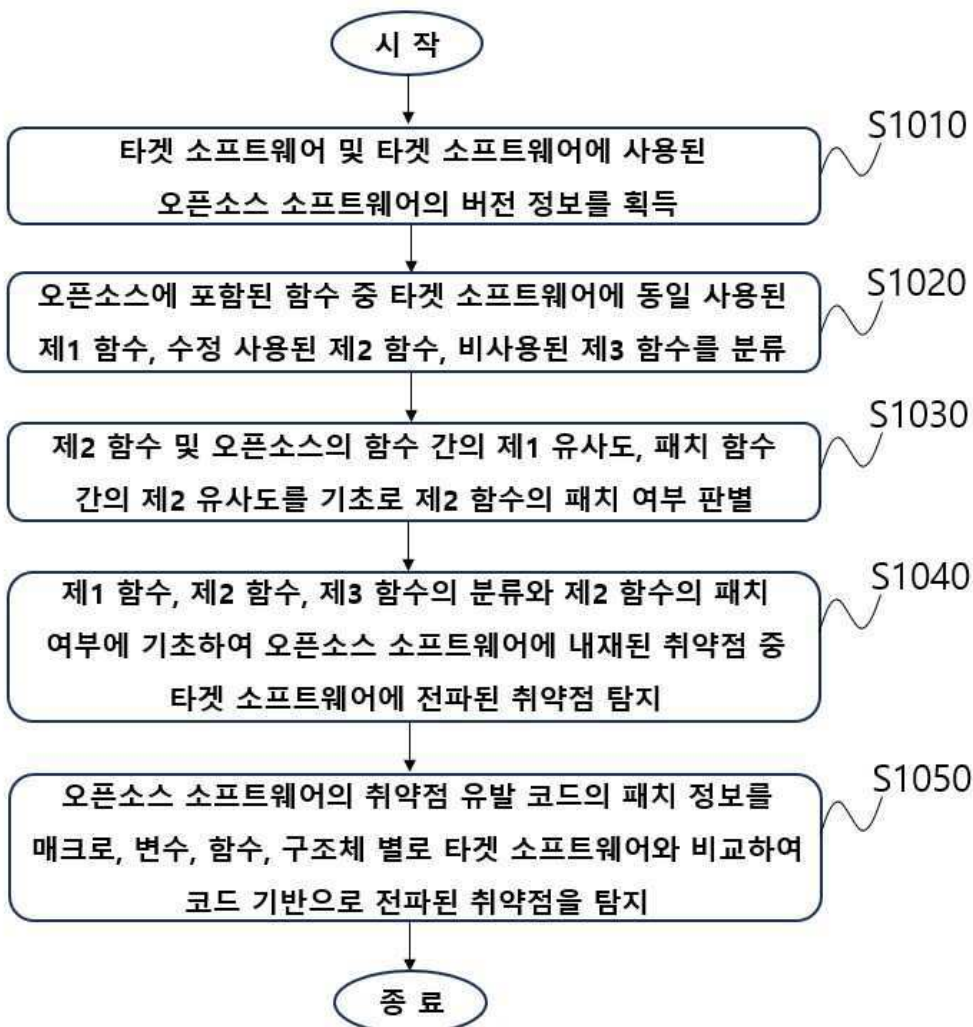 시 작
S1010
타겟 소프트웨어 및 타겟 소프트웨어에 사용된
오픈소스 소프트웨어의 버전 정보를 획득
S1020
오픈소스에 포함된 함수 중 타겟 소프트웨어에 동일 사용된
제1 함수, 수정 사용된 제2 함수, 비사용된 제3 함수를 분류
S1030
제2 함수 및 오픈소스의 함수 간의 제1 유사도, 패치 함수
간의 제2 유사도를 기초로 제2 함수의 패치 여부 판별
S1040
제1 함수, 제2 함수, 제3 함수의 분류와 제2 함수의 패치
여부에 기초하여 오픈소스 소프트웨어에 내재된 취약점 중
타겟 소프트웨어에 전파된 취약점 탐지
S1050
오픈소스 소프트웨어의 취약점 유발 코드의 패치 정보를
매크로, 변수, 함수, 구조체 별로 타겟 소프트웨어와 비교하여
코드 기반으로 전파된 취약점을 탐지
종 료